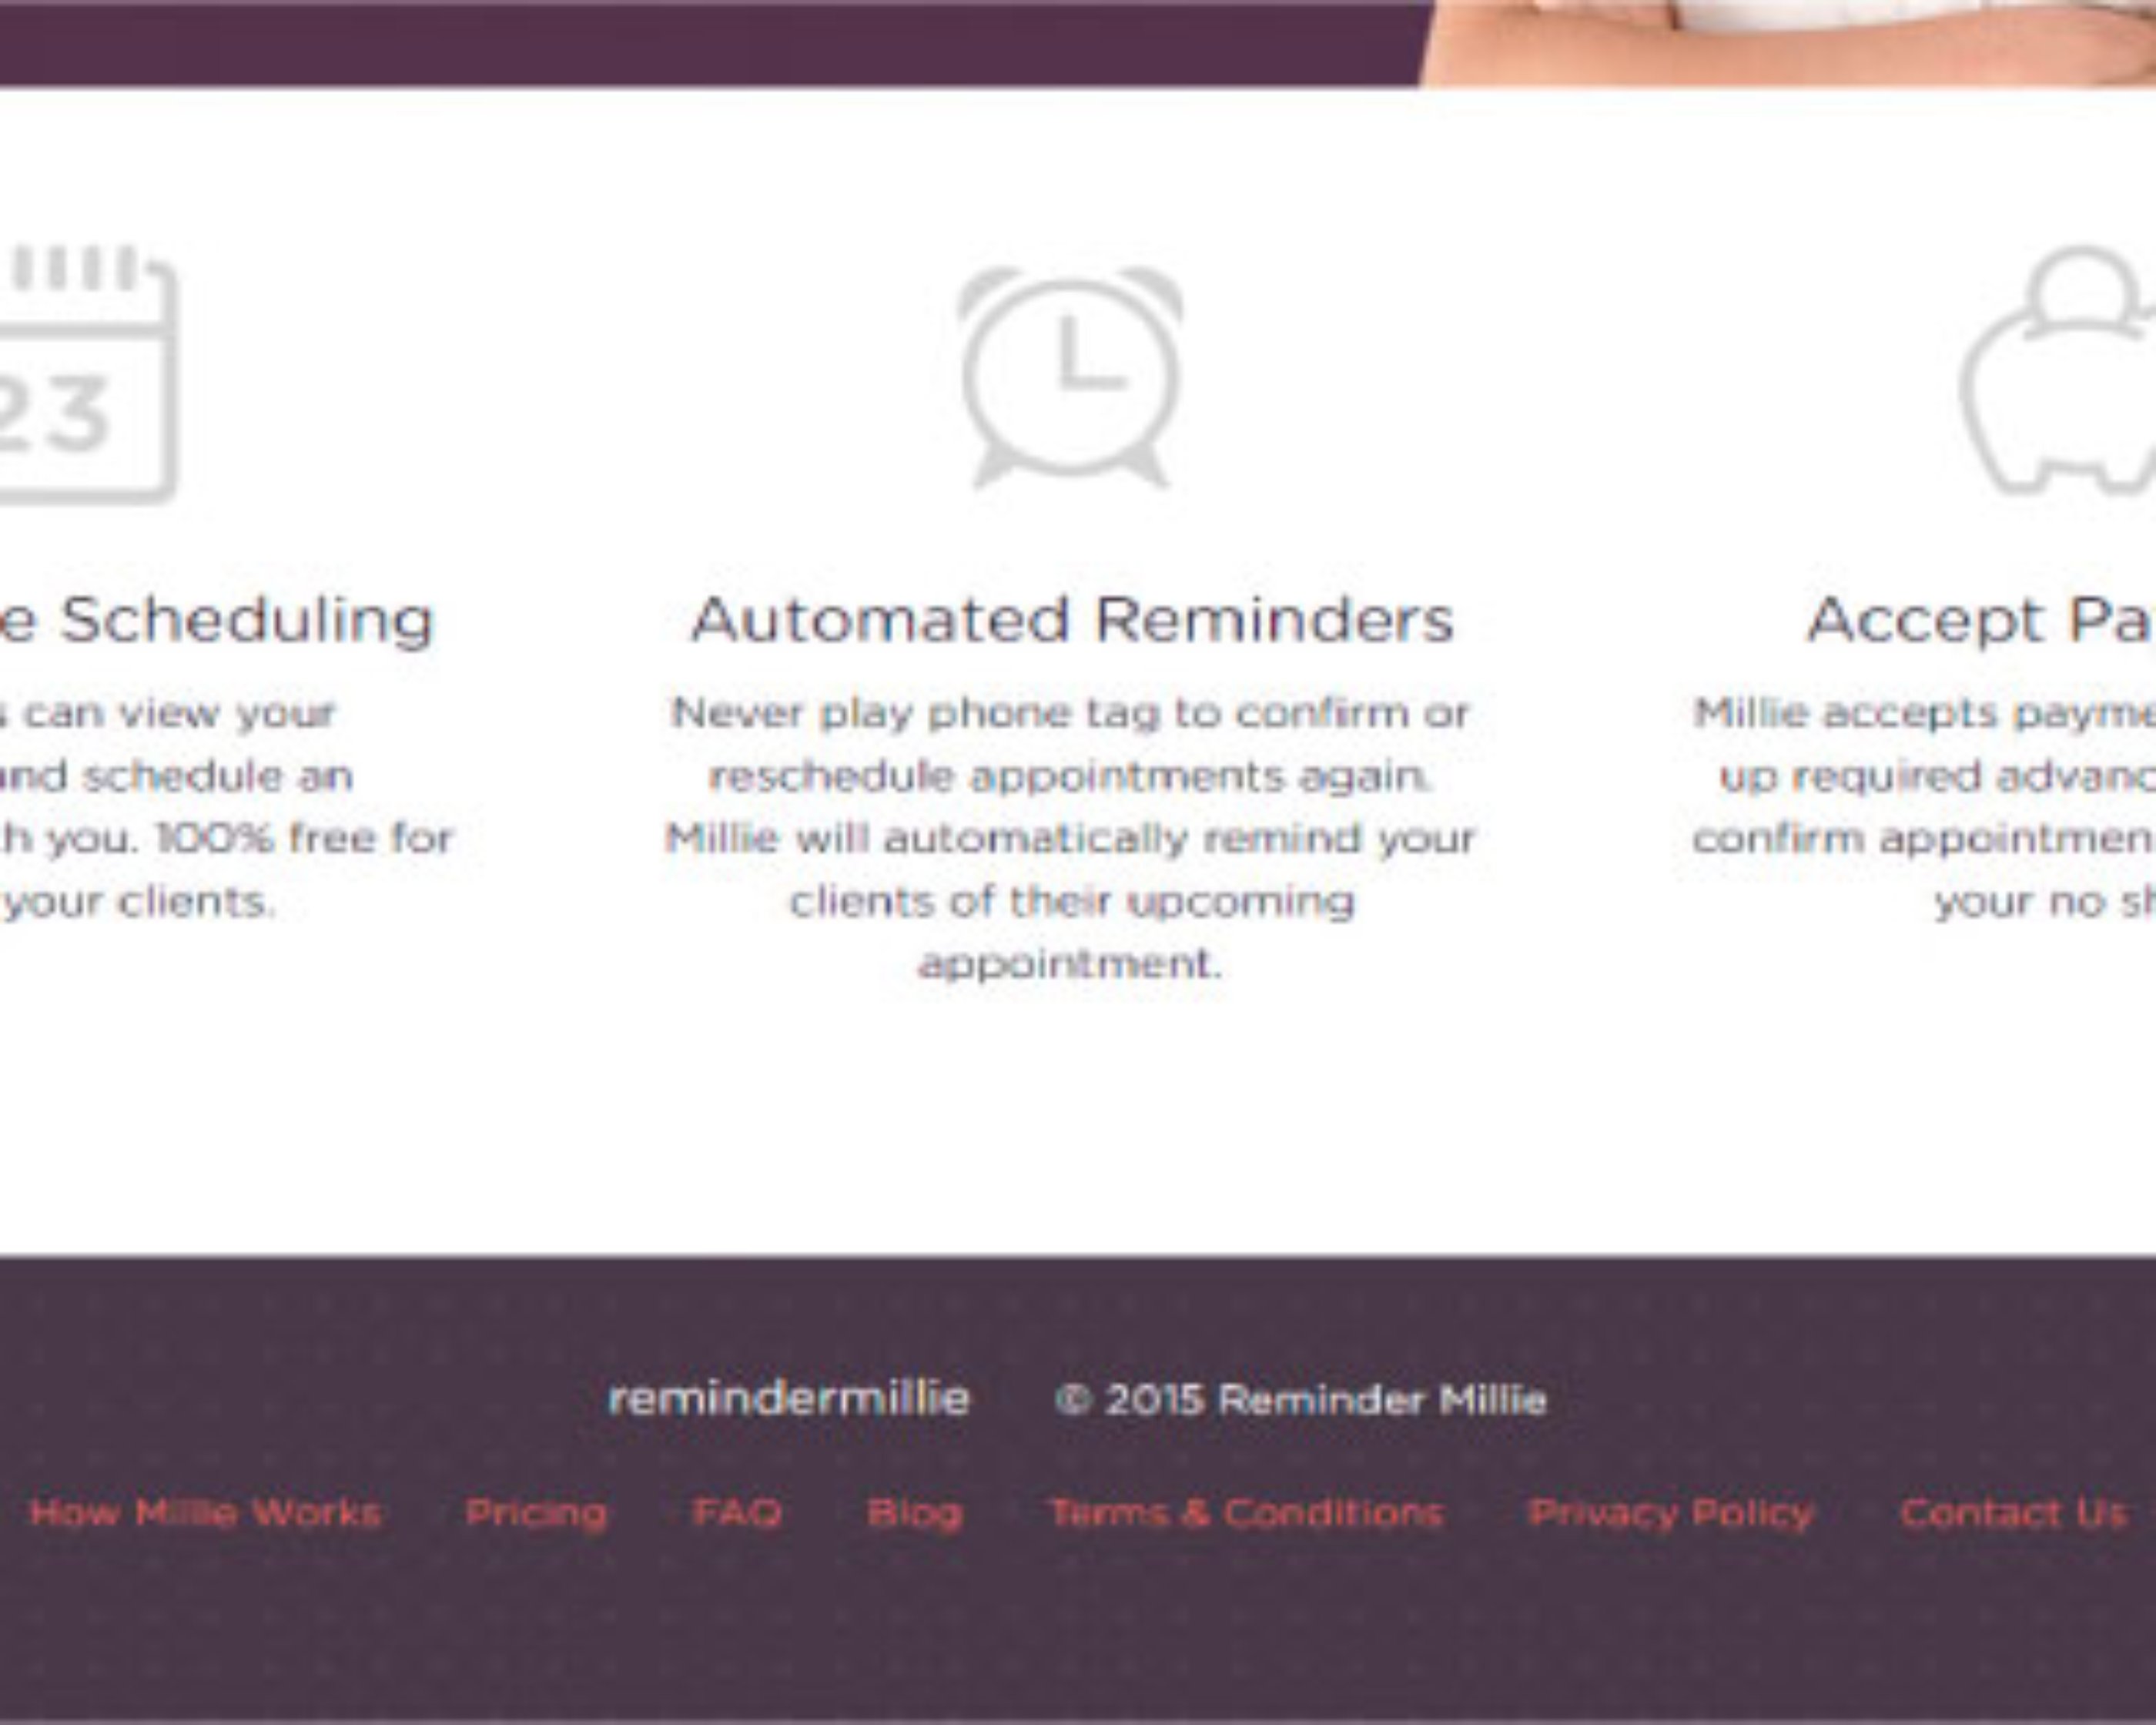 23
e Scheduling
s can view your
and schedule an
h you. 100% free for
your clients.
Automated Reminders
Never play phone tag to confirm or
reschedule appointments again.
Millie will automatically remind your
clients of their upcoming
appointment.
Accept Pa
Millie accepts payme
up required advanc
confirm appointmen
your no sh
remindermillie © 2015 Reminder Millie
How Millie Works Pricing FAQ Blog Terms & Conditions Privacy Policy Contact Us